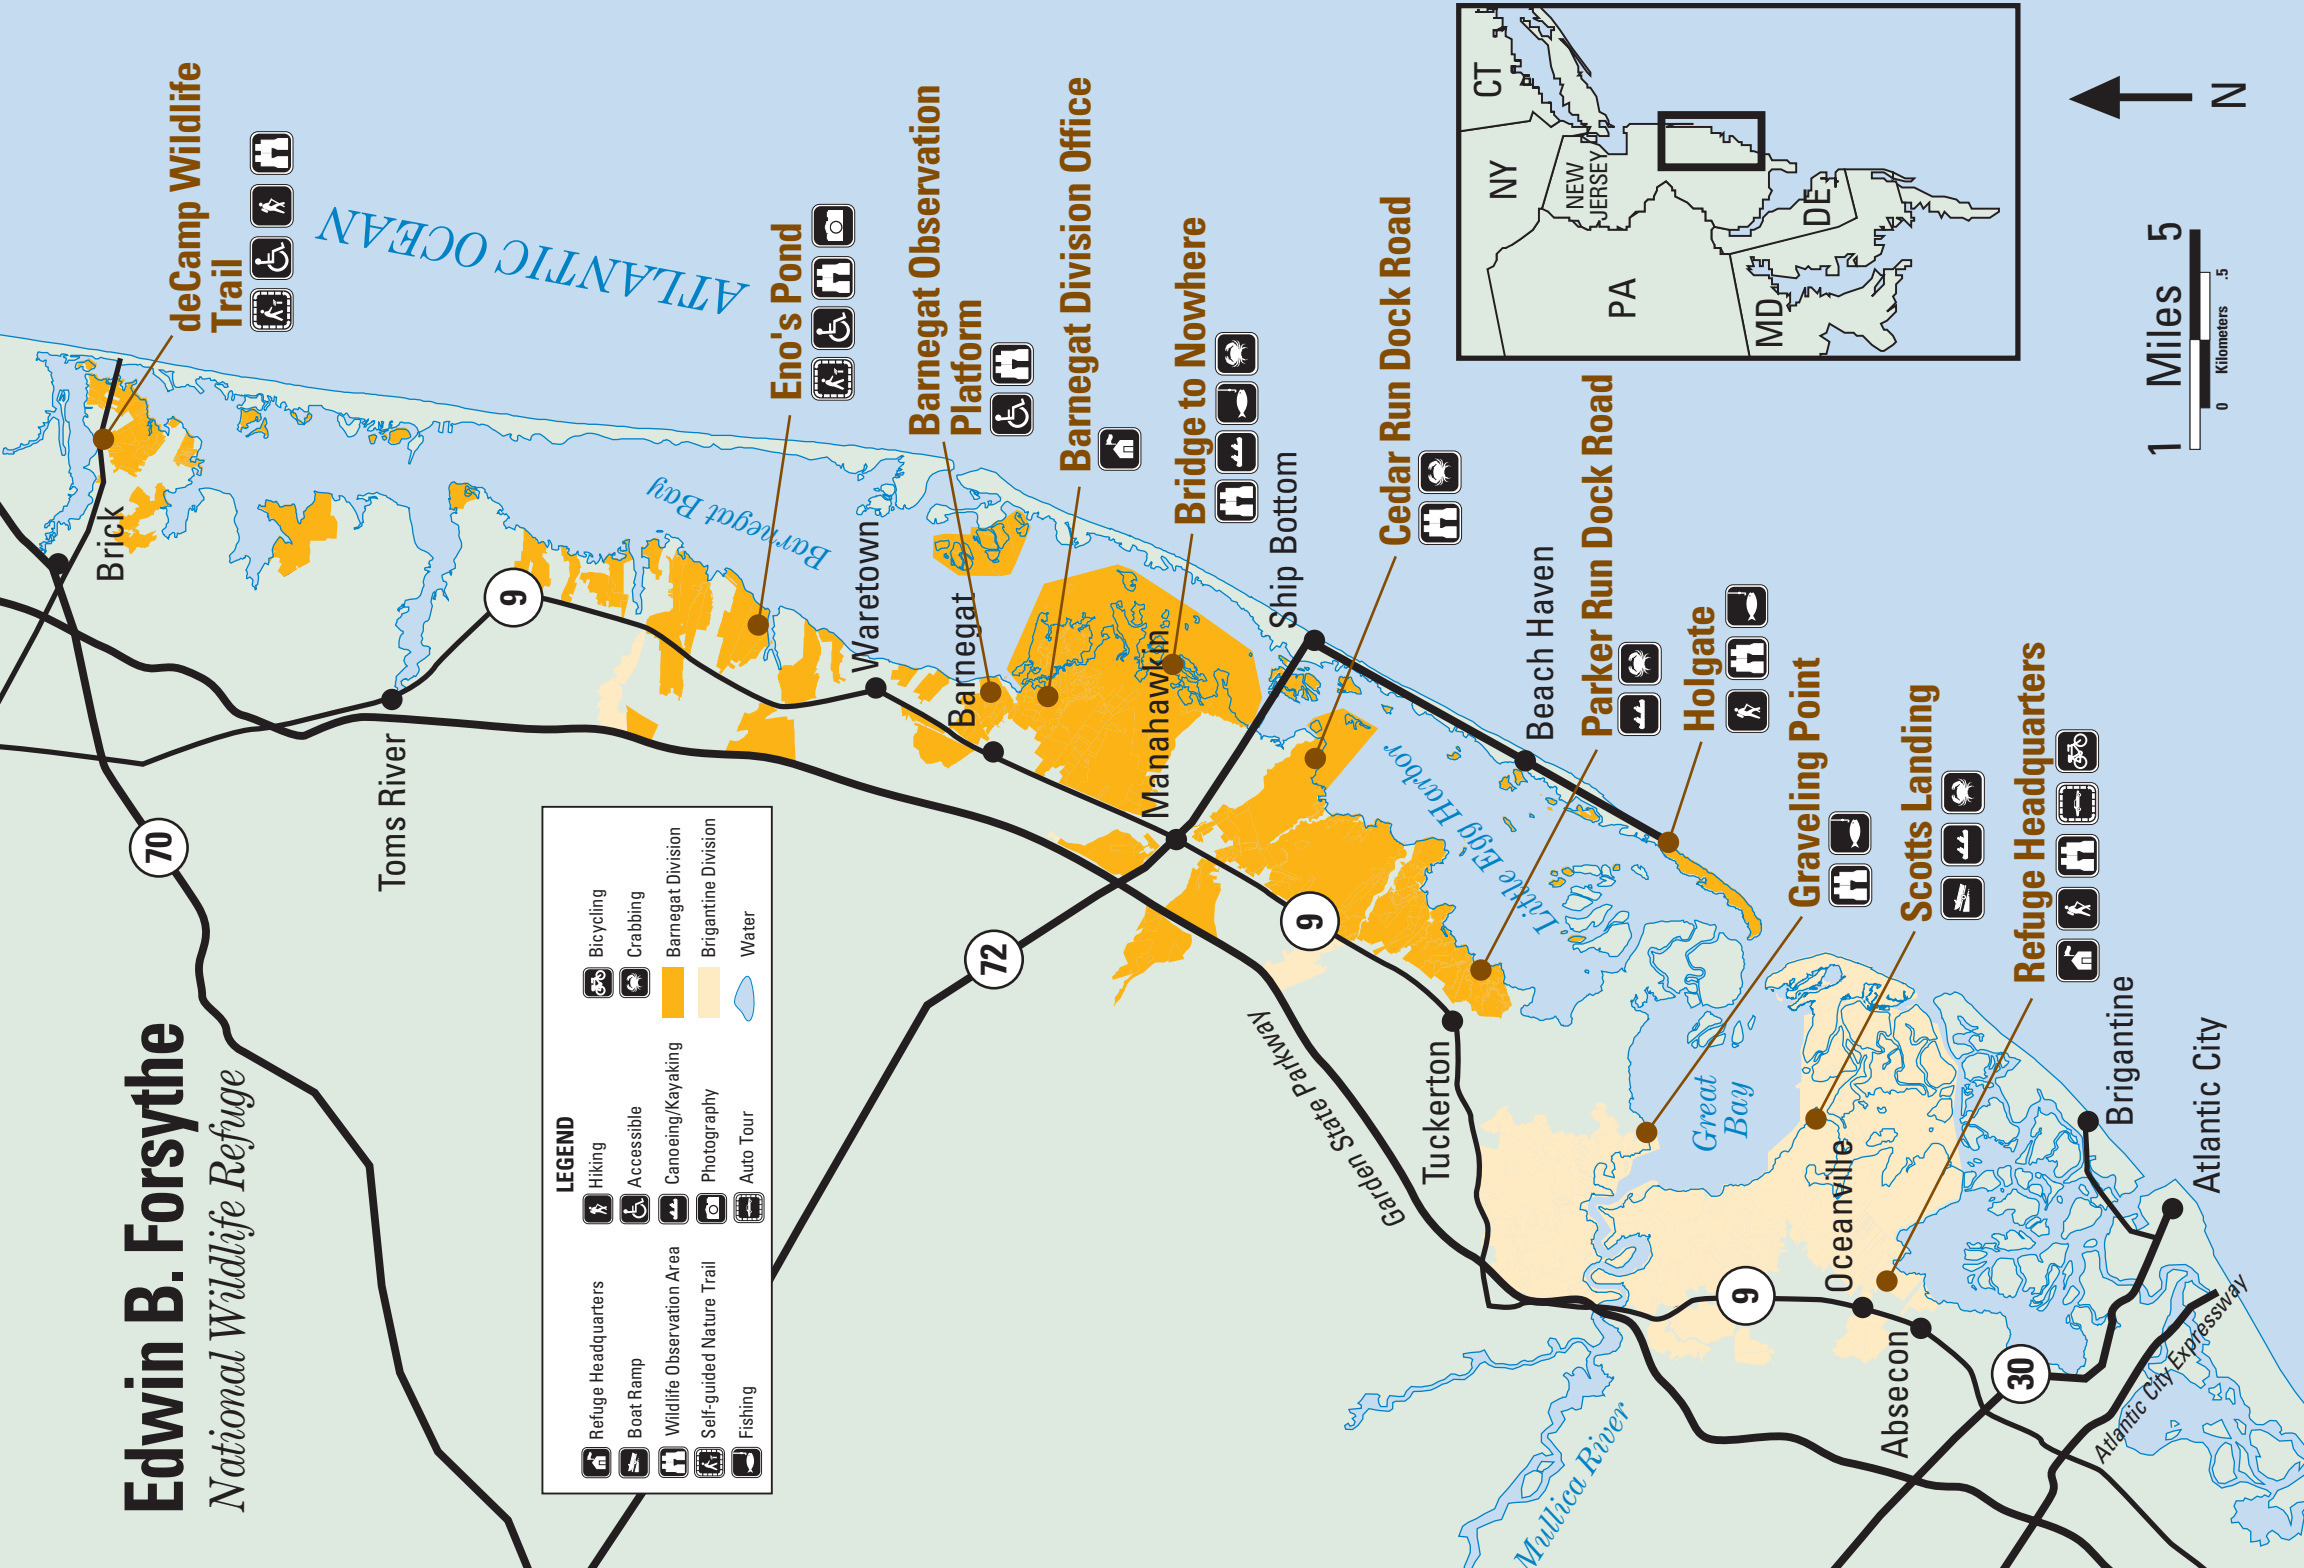 Edwin B. Forsythe
National Wildlife Refuge
deCamp Wildlife
Trail
ATLANTIC OCEAN
Eno's Pond
Barnegat Observation
Platform
Barnegat Division Office
Bridge to Nowhere
Cedar Run Dock Road
Parker Run Dock Road
Holgate
Graveling Point
Scotts Landing
Refuge Headquarters
Brick
Toms River
Barnegat Bay
Waretown
Barnegat
Manahawkin
Ship Bottom
Beach Haven
Little Egg Harbor
Tuckerton
Garden State Parkway
Great
Bay
Oceanville
Absecon
Brigantine
Atlantic City
Atlantic City Expressway
Mullica River
70
9
72
9
9
30
LEGEND
Refuge Headquarters
Boat Ramp
Wildlife Observation Area
Self-guided Nature Trail
Fishing
Hiking
Accessible
Canoeing/Kayaking
Photography
Auto Tour
Bicycling
Crabbing
Barnegat Division
Brigantine Division
Water
CT
NY
NEW
JERSEY
PA
MD
DE
1 Miles 5
0 Kilometers .5
N